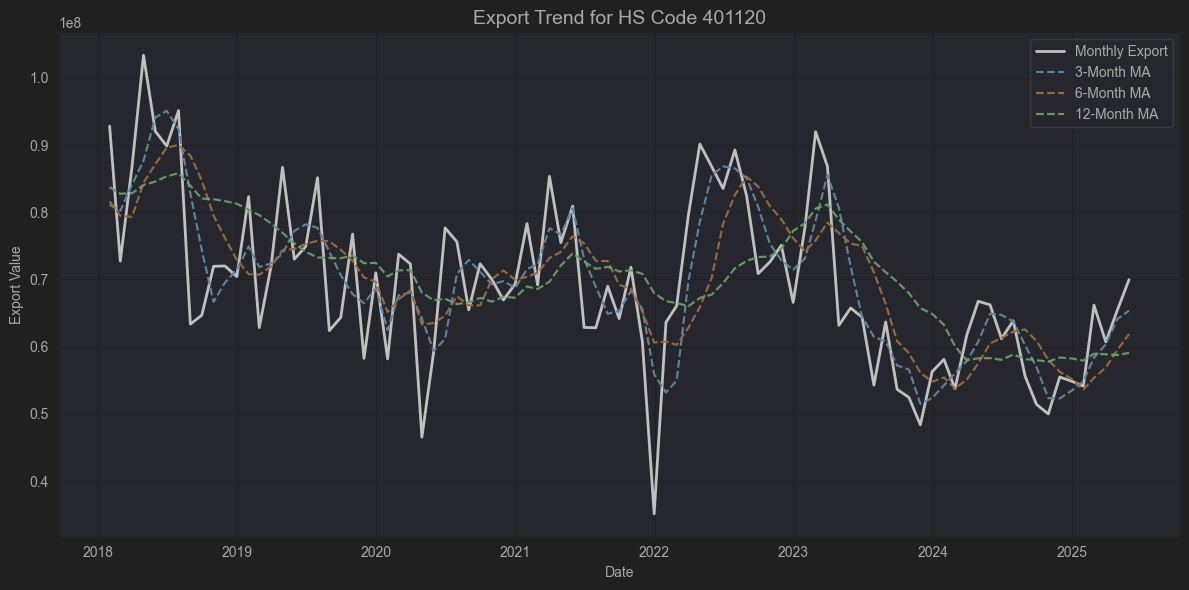 Export Trend for HS Code 401120
1e8
Monthly Export
3-Month MA
6-Month MA
12-Month MA
1.0
0.9
0.8
0.7
0.6
0.5
0.4
Export Value
2018 2019 2020 2021 2022 2023 2024 2025
Date